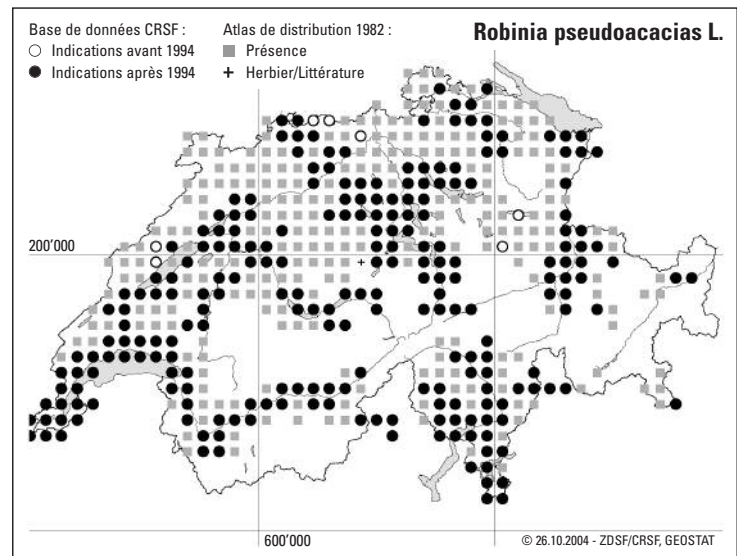 Base de données CRSF :
○ Indications avant 1994
● Indications après 1994
Atlas de distribution 1982 :
■ Présence
+ Herbier/Littérature
Robinia pseudoacacias L.
200'000
600'000
© 26.10.2004 - ZDSF/CRSF, GEOSTAT